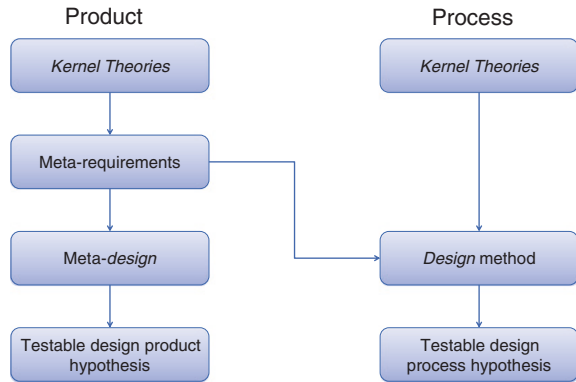 Product
Process
Kernel Theories
Kernel Theories
Meta-requirements
Meta-design
Design method
Testable design product
hypothesis
Testable design
process hypothesis